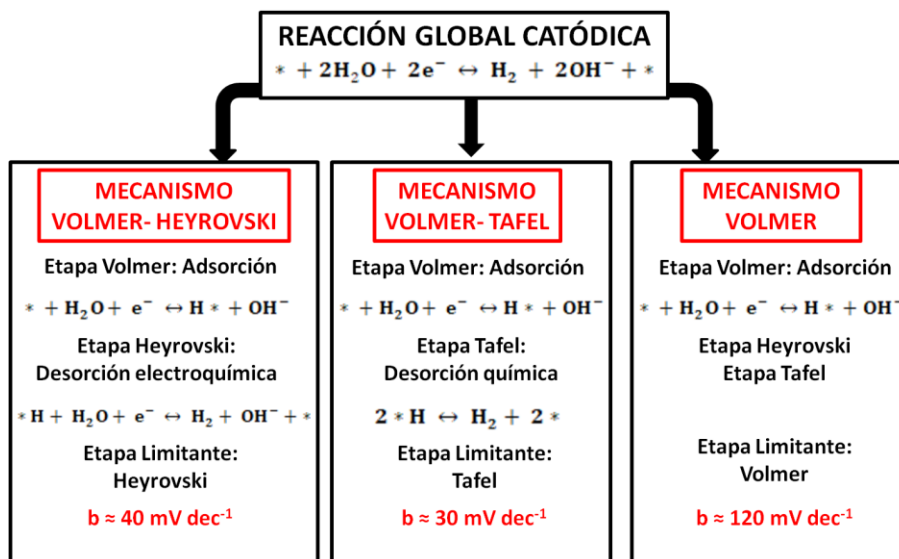 REACCIÓN GLOBAL CATÓDICA
* + 2H₂O + 2e⁻ ↔ H₂ + 2OH⁻ + *
MECANISMO
VOLMER- HEYROVSKI
Etapa Volmer: Adsorción
* + H₂O + e⁻ ↔ H * + OH⁻
Etapa Heyrovski:
Desorción electroquímica
* H + H₂O + e⁻ ↔ H₂ + OH⁻ + *
Etapa Limitante:
Heyrovski
b ≈ 40 mV dec⁻¹
MECANISMO
VOLMER- TAFEL
Etapa Volmer: Adsorción
* + H₂O + e⁻ ↔ H * + OH⁻
Etapa Tafel:
Desorción química
2 * H ↔ H₂ + 2 *
Etapa Limitante:
Tafel
b ≈ 30 mV dec⁻¹
MECANISMO
VOLMER
Etapa Volmer: Adsorción
* + H₂O + e⁻ ↔ H * + OH⁻
Etapa Heyrovski
Etapa Tafel
Etapa Limitante:
Volmer
b ≈ 120 mV dec⁻¹